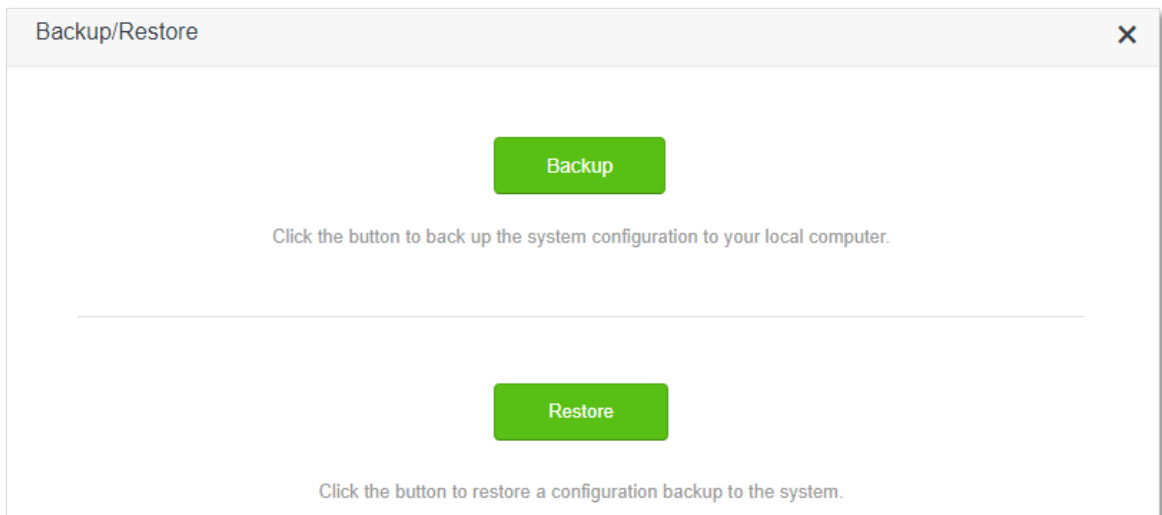 Backup/Restore
Backup
Click the button to back up the system configuration to your local computer.
Restore
Click the button to restore a configuration backup to the system.